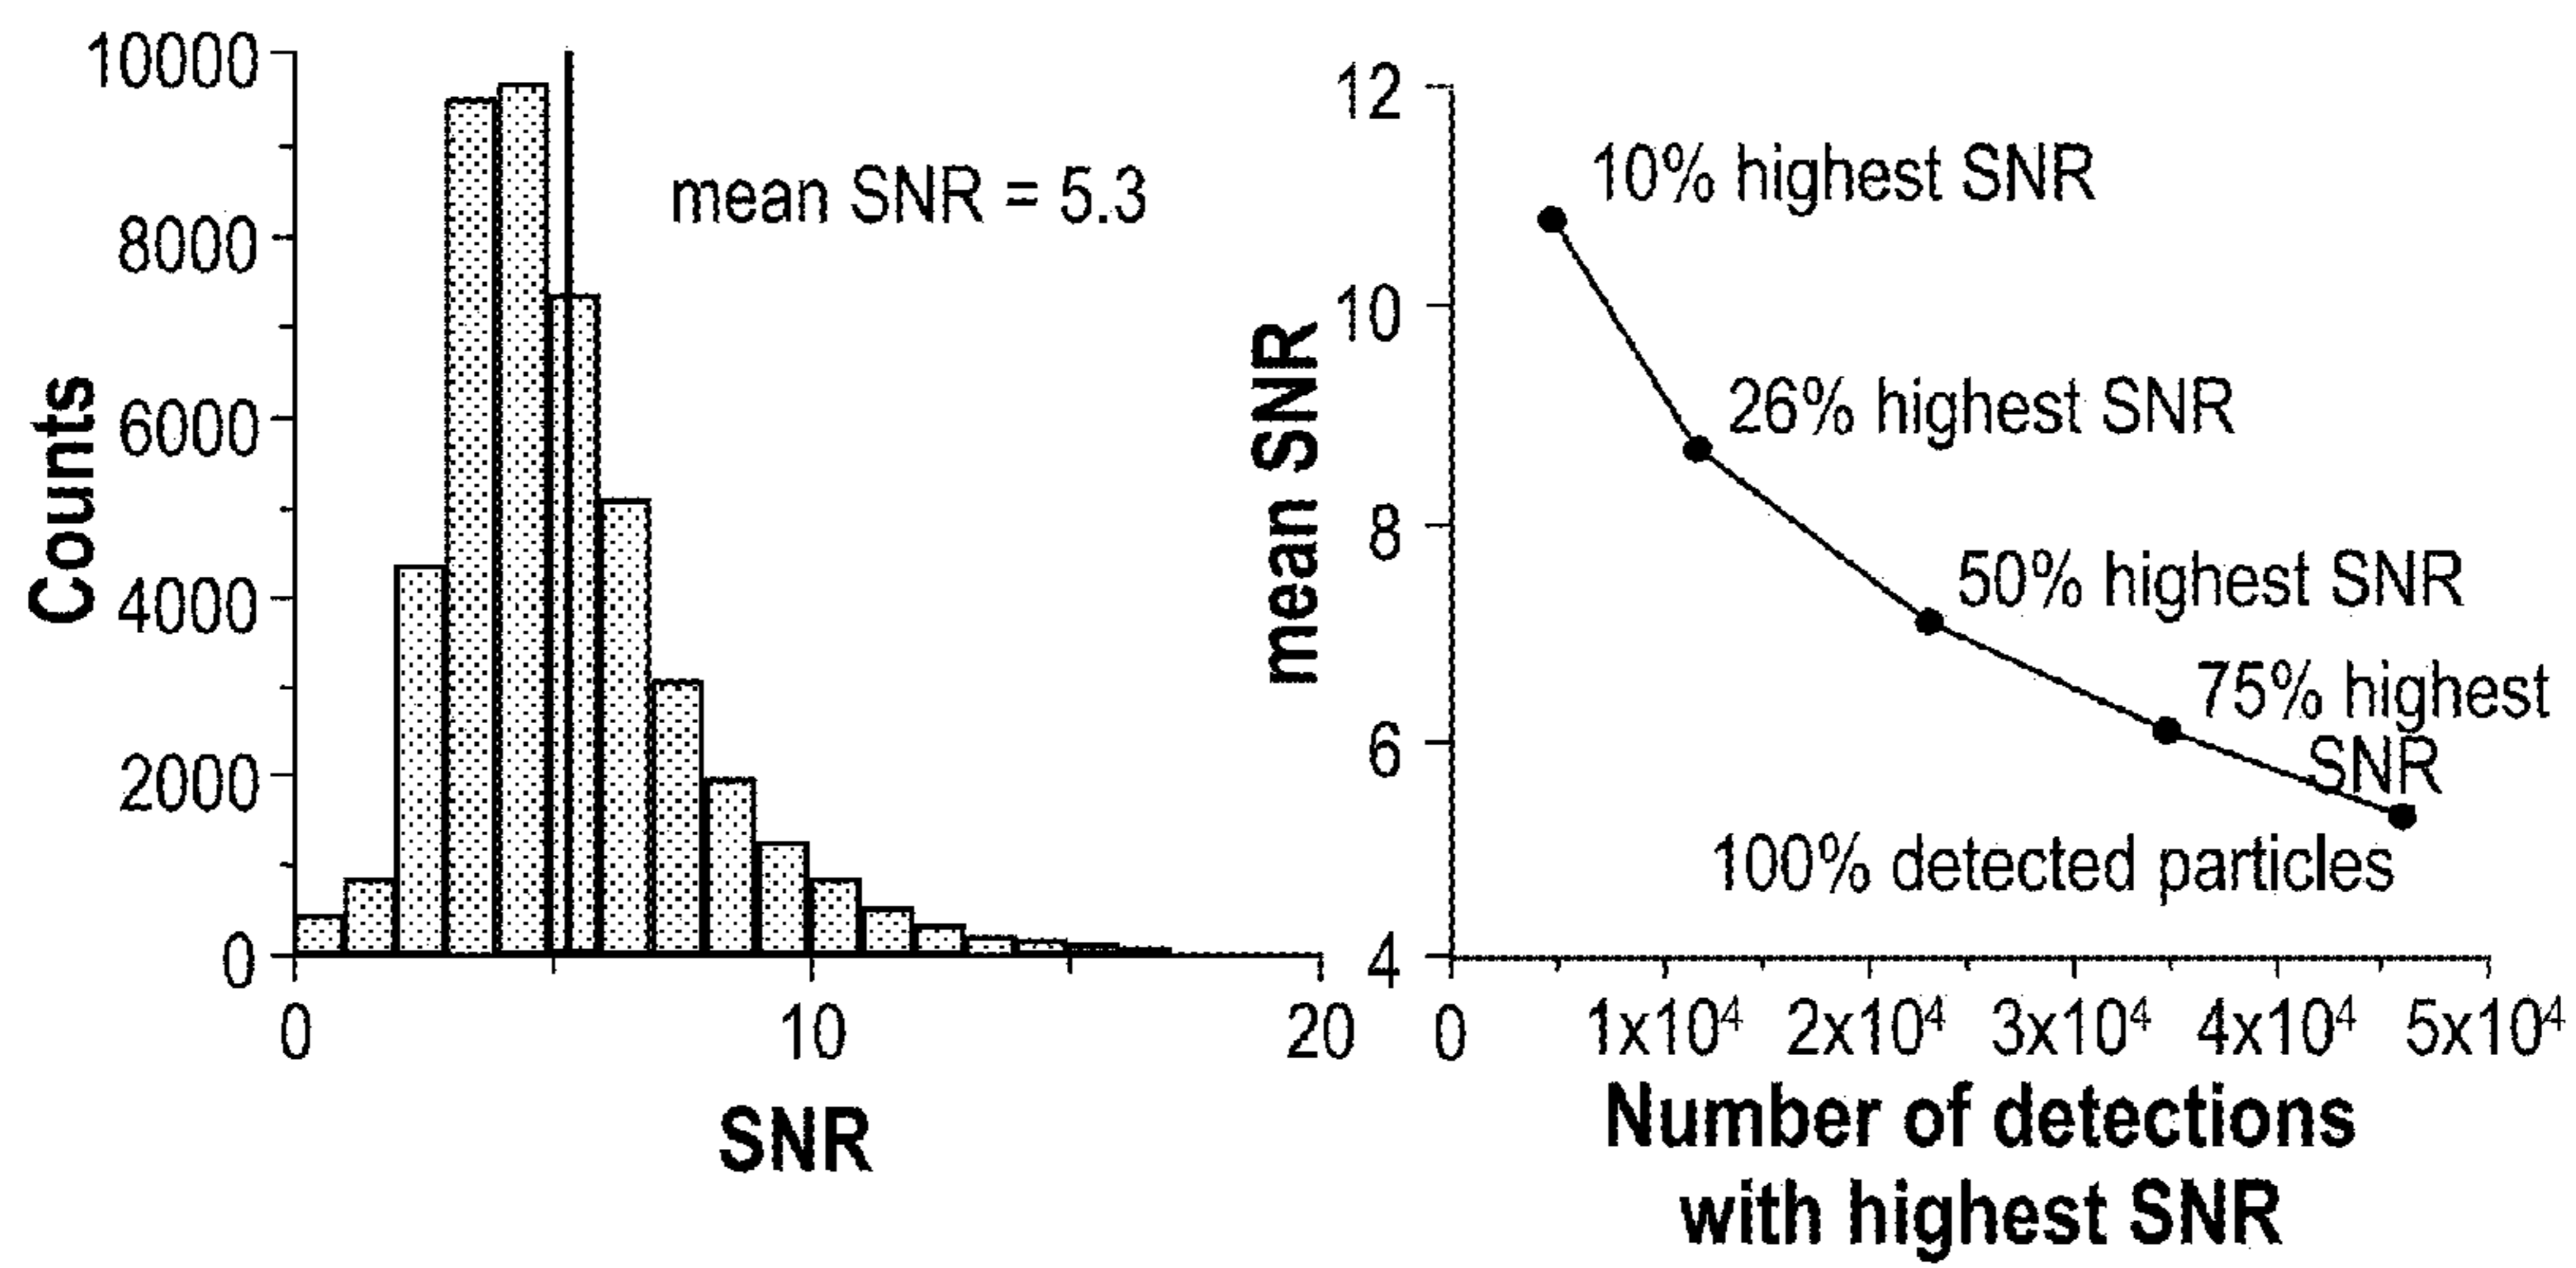 10000
8000
6000
4000
2000
0
Counts
mean SNR = 5.3
0
10
20
SNR
12
10
8
6
4
mean SNR
10% highest SNR
26% highest SNR
50% highest SNR
75% highest
SNR
100% detected particles
0
1x10⁴
2x10⁴
3x10⁴
4x10⁴
5x10⁴
Number of detections
with highest SNR